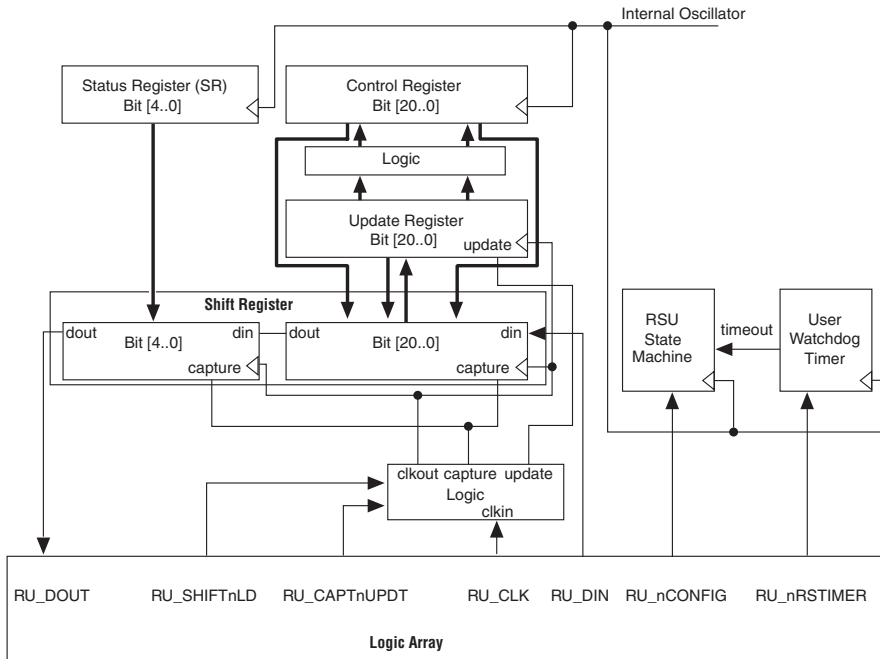 Internal Oscillator
Status Register (SR)
Bit [4..0]
Control Register
Bit [20..0]
Logic
Update Register
Bit [20..0]
update
Shift Register
dout
Bit [4..0]
din
capture
dout
Bit [20..0]
din
capture
RSU
State
Machine
timeout
User
Watchdog
Timer
clkout capture update
Logic
clkin
RU_DOUT
RU_SHIFTnLD
RU_CAPTnUPDT
RU_CLK
RU_DIN
RU_nCONFIG
RU_nRSTIMER
Logic Array